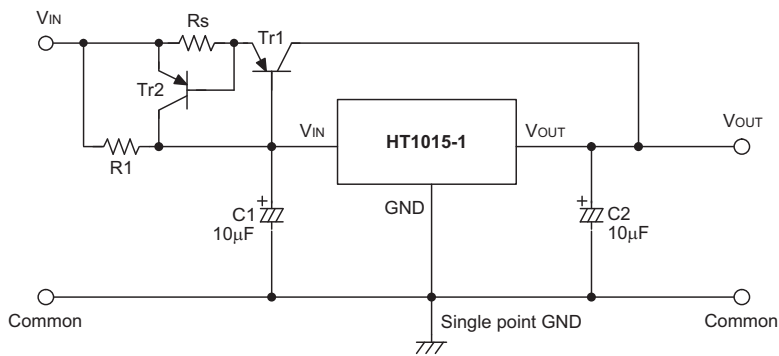 VIN
Rs
Tr1
Tr2
VIN
HT1015-1
VOUT
VOUT
R1
GND
C1
10µF
C2
10µF
Common
Single point GND
Common